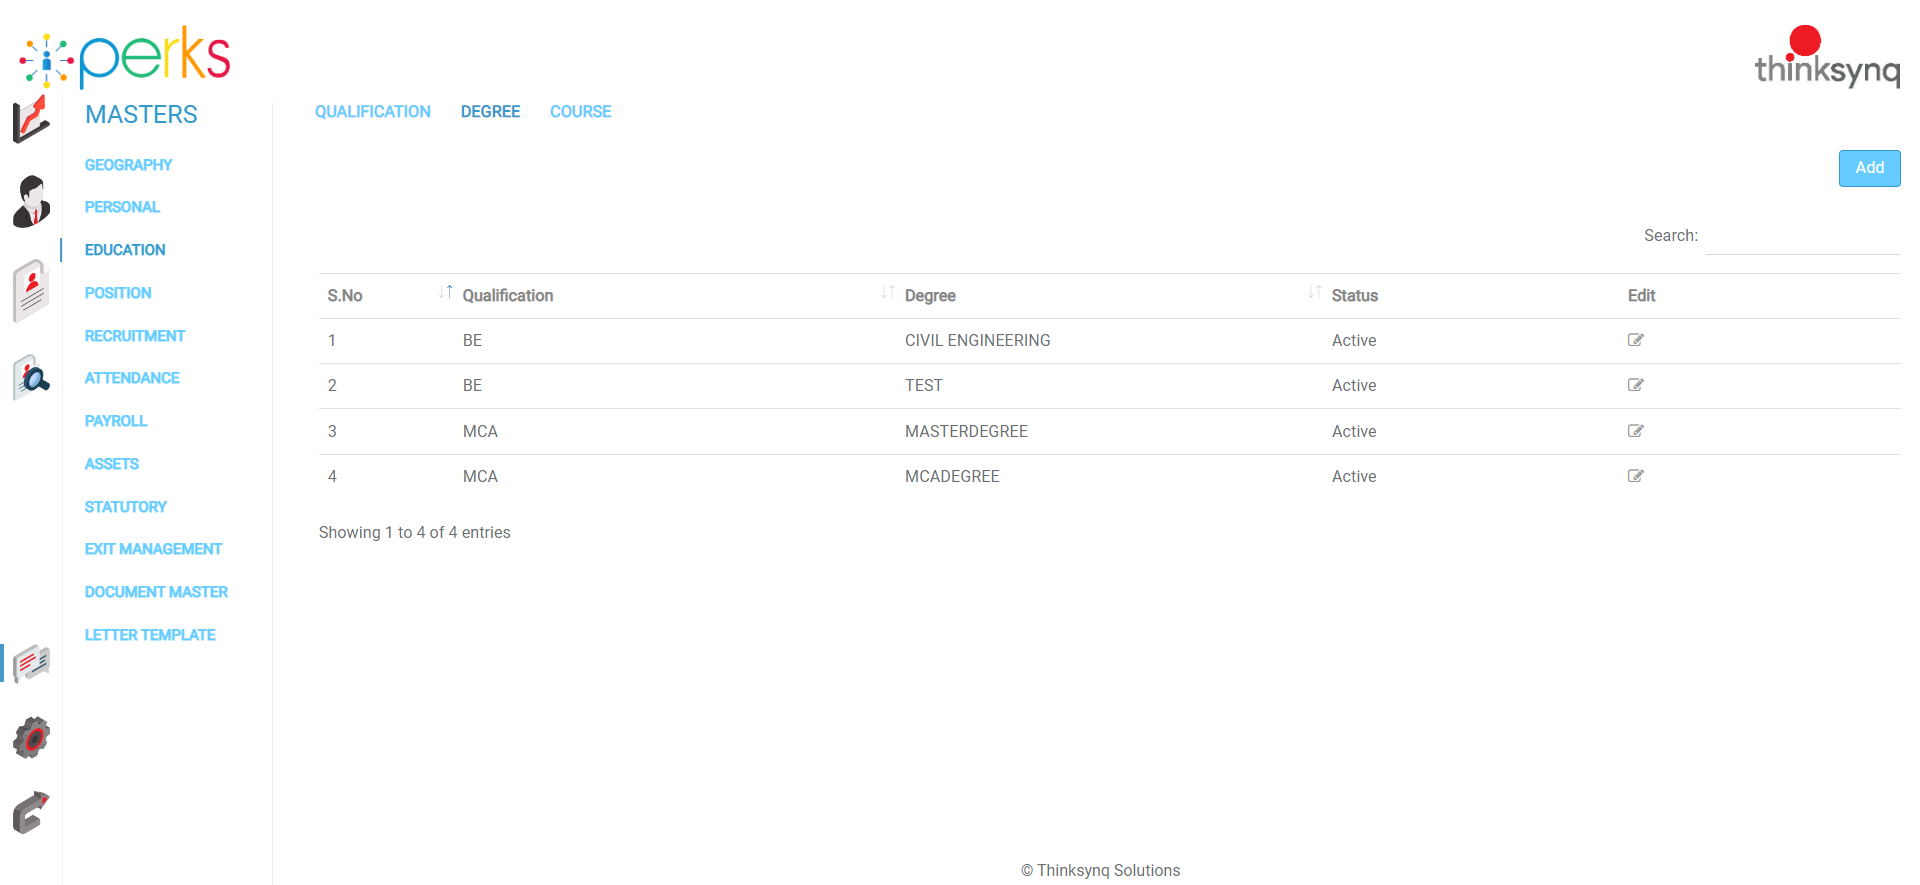 perks
thinksynq
MASTERS
GEOGRAPHY
PERSONAL
EDUCATION
POSITION
RECRUITMENT
ATTENDANCE
PAYROLL
ASSETS
STATUTORY
EXIT MANAGEMENT
DOCUMENT MASTER
LETTER TEMPLATE
QUALIFICATION DEGREE COURSE
Add
Search:
S.No Qualification Degree Status Edit
1 BE CIVIL ENGINEERING Active
2 BE TEST Active
3 MCA MASTERDEGREE Active
4 MCA MCADEGREE Active
Showing 1 to 4 of 4 entries
© Thinksynq Solutions